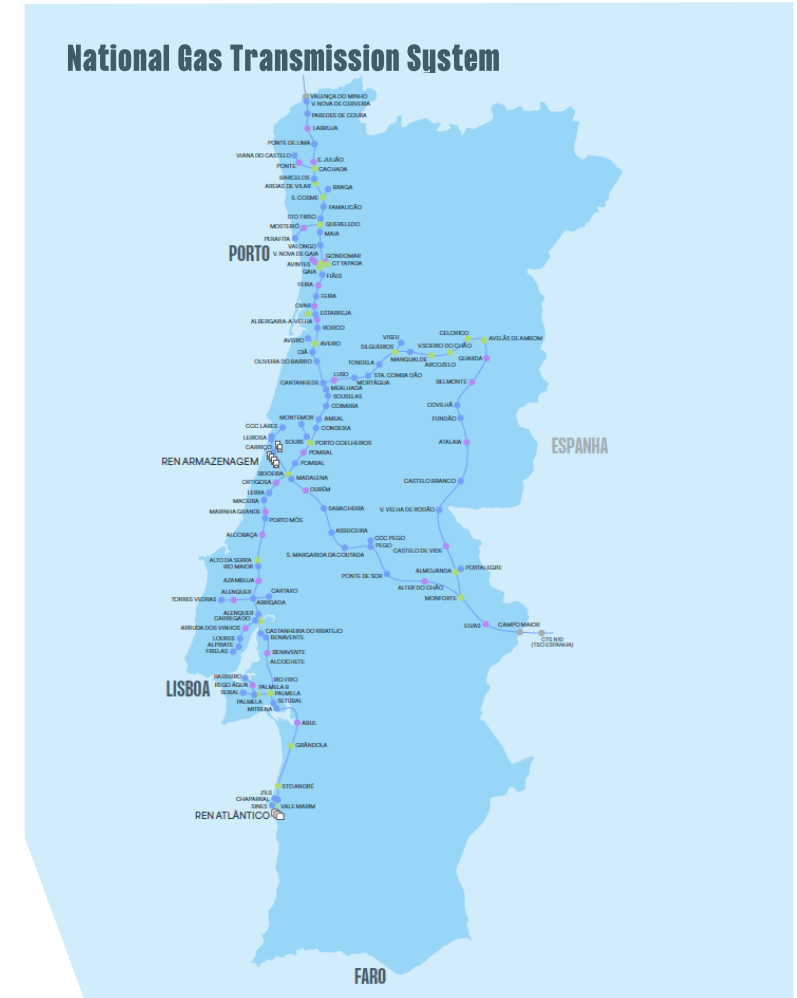 National Gas Transmission System
VALENÇA DO MINHO
V. NOVA DE CERVEIRA
PAREDES DE COURA
LABRUJA
PONTE DE LIMA
VIANA DO CASTELO
S. JULIÃO
PONTE
CACHADA
BARCELOS
AREIAS DE VILAR
BRAGA
S. COSME
FAMALICÃO
STO TIRSO
QUERELEDO
MOSTEIRÓ
MAIA
PERAFITA
VALONGO
PORTO
V. NOVA DE GAIA
GONDOMAR
AVINTES
CT TAPADA
GAIA
FIÃES
FEIRA
FEIRA
OVAR
ESTARREJA
ALBERGARIA-A-VELHA
ROXICO
AVEIRO
AVEIRO
OIÃ
OLIVEIRA DO BAIRRO
VISEU
SILGUEIROS
CELORICO
V.SOEIRO DO CHÃO
AVELÃS DE AMBOM
MANGUALDE
ARCOZELO
GUARDA
TONDELA
LUSO
STA. COMBA DÃO
CANTANHEDE
MORTÁGUA
MEALHADA
SOUSELAS
COIMBRA
BELMONTE
COVILHÃ
FUNDÃO
MONTEMOR
AMEAL
CCC LARES
CONDEIXA
LEIROSA
SOURE
PORTO COELHEIROS
CARRIÇO
POMBAL
ATALAIA
ESPANHA
REN ARMAZENAGEM
POMBAL
BIDOEIRA
MADALENA
ORTIGOSA
OURÉM
CASTELO BRANCO
LEIRIA
MACEIRA
MARINHA GRANDE
SABACHEIRA
V. VELHA DE RODÃO
PORTO MÓS
ALCOBAÇA
ASSEICEIRA
CCC PEGO
PEGO
S. MARGARIDA DA COUTADA
CASTELO DE VIDE
ALTO DA SERRA
RIO MAIOR
AZAMBUJA
PONTE DE SOR
ALMOJANDA
PORTALEGRE
ALTER DO CHÃO
MONFORTE
ALENQUER
CARTAXO
TORRES VEDRAS
ABRIGADA
ALENQUER
CARREGADO
ARRUDA DOS VINHOS
CASTANHEIRA DO RIBATEJO
BENAVENTE
LOURES
ALPRIATE
FRIELAS
BENAVENTE
ALCOCHETE
ELVAS
CAMPO MAIOR
CTS N10
(TSO ESPANHA)
LISBOA
BARREIRO
RIO FRIO
REGO ÁGUA
PALMELA B
SEIXAL
PALMELA
PALMELA
SETÚBAL
MITRENA
ABUL
GRÂNDOLA
STO ANDRÉ
ZILS
CHAPARRAL
SINES
VALE MARIM
REN ATLÂNTICO
FARO